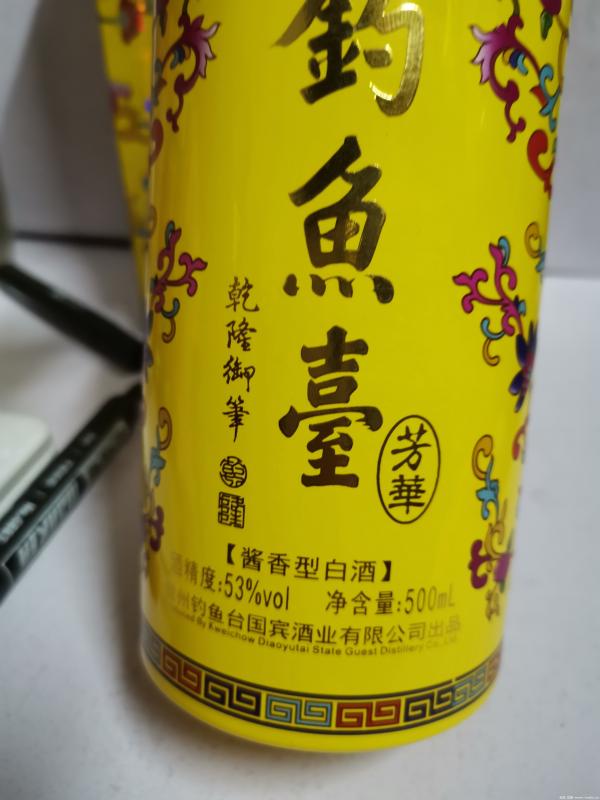 釣魚臺
乾隆御筆
芳華
【酱香型白酒】
酒精度:53%vol 净含量:500mL
州钓鱼台国宾酒业有限公司出品
By Kweichow Diaoyutai State Guest Distillery Co., Ltd.